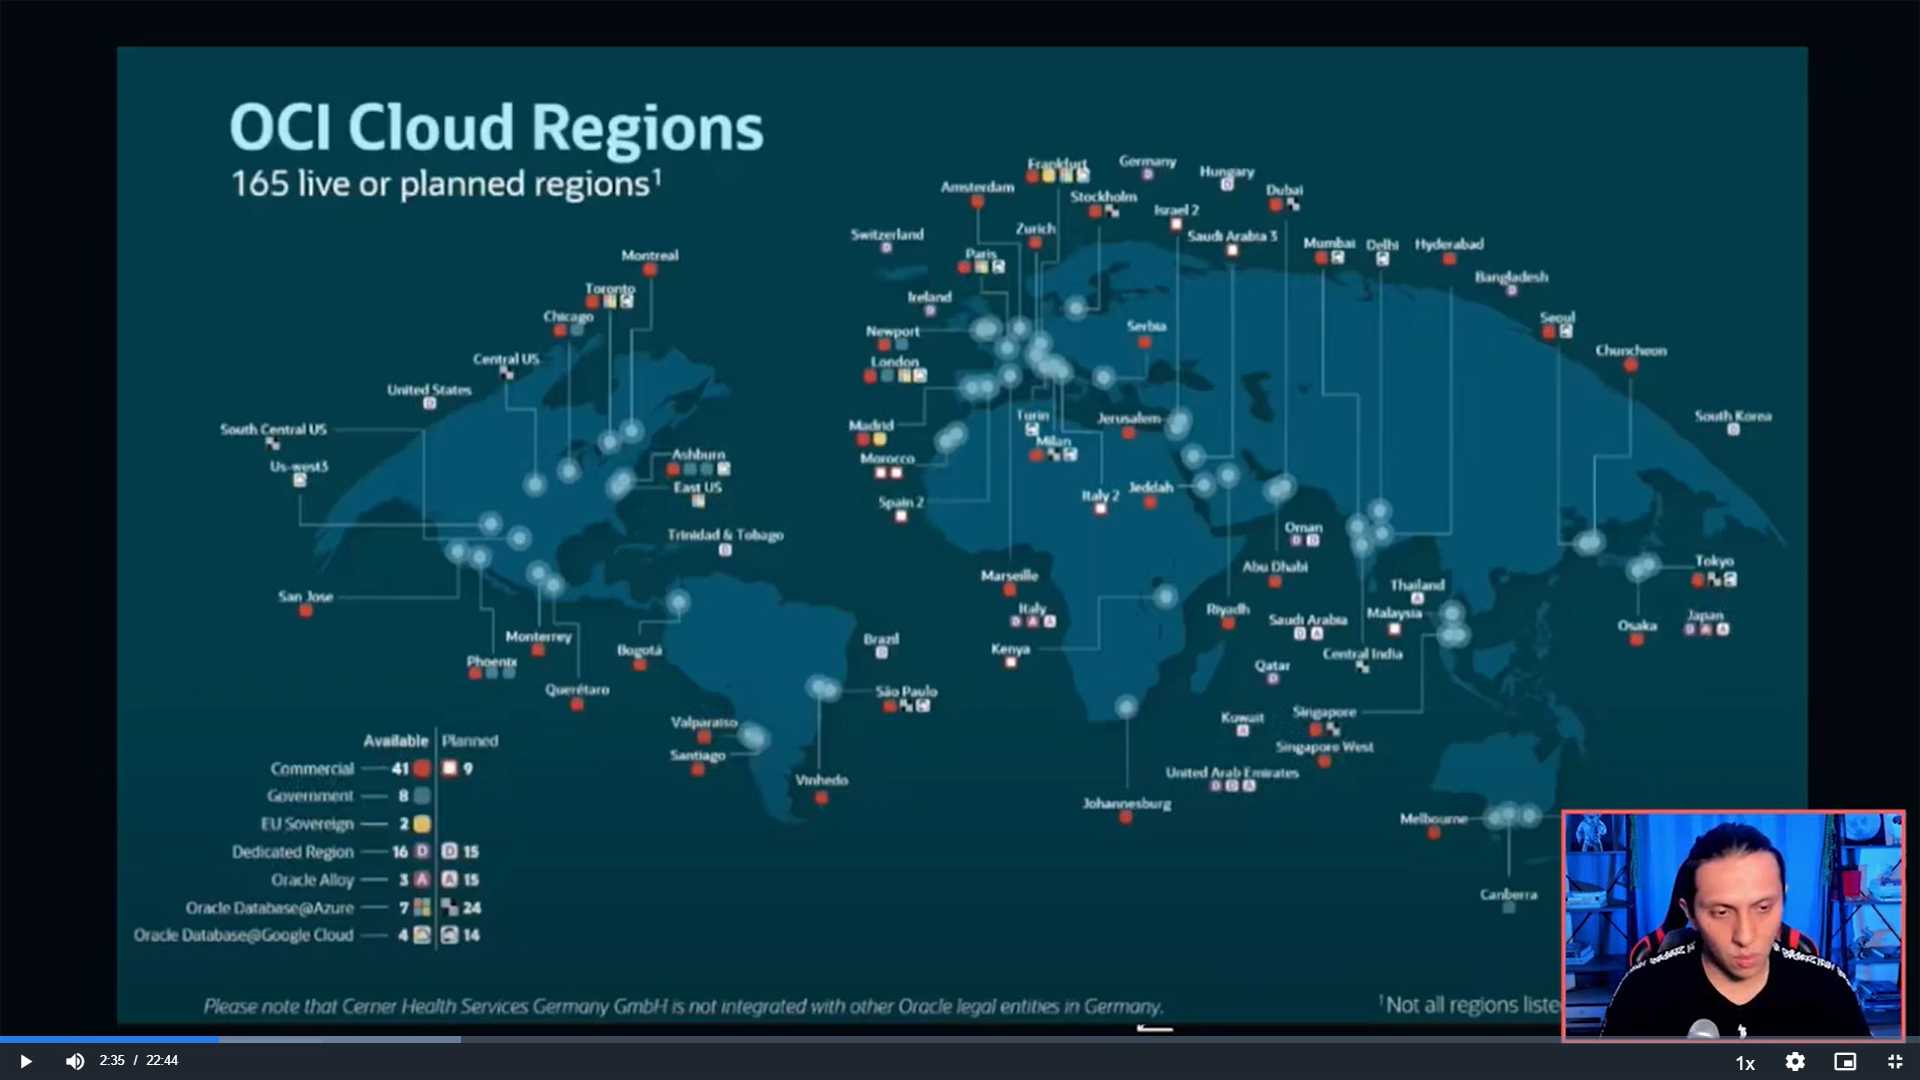 OCI Cloud Regions
165 live or planned regions¹
Frankfurt
Germany
Hungary
Amsterdam
Stockholm
Dubai
Israel 2
Switzerland
Zurich
Saudi Arabia 3
Mumbai
Delhi
Hyderabad
Montreal
Paris
Bangladesh
Toronto
Ireland
Chicago
Newport
Serbia
Seoul
Central US
London
Chuncheon
United States
Turin
Jerusalem
South Korea
South Central US
Madrid
Milan
Us-west3
Ashburn
Morocco
East US
Spain 2
Italy 2
Jeddah
Trinidad & Tobago
Oman
Abu Dhabi
Tokyo
Marseille
Thailand
San Jose
Italy
Riyadh
Saudi Arabia
Malaysia
Osaka
Japan
Monterrey
Bogotá
Brazil
Kenya
Central India
Phoenix
Qatar
Querétaro
São Paulo
Valparaiso
Kuwait
Singapore
Santiago
Singapore West
Vinhedo
United Arab Emirates
Johannesburg
Melbourne
Canberra
Available Planned
Commercial 41 9
Government 8
EU Sovereign 2
Dedicated Region 16 D D 15
Oracle Alloy 3 A A 15
Oracle Database@Azure 7 24
Oracle Database@Google Cloud 4 14
Please note that Cerner Health Services Germany GmbH is not integrated with other Oracle legal entities in Germany.
¹Not all regions liste
2:35 / 22:44
1x